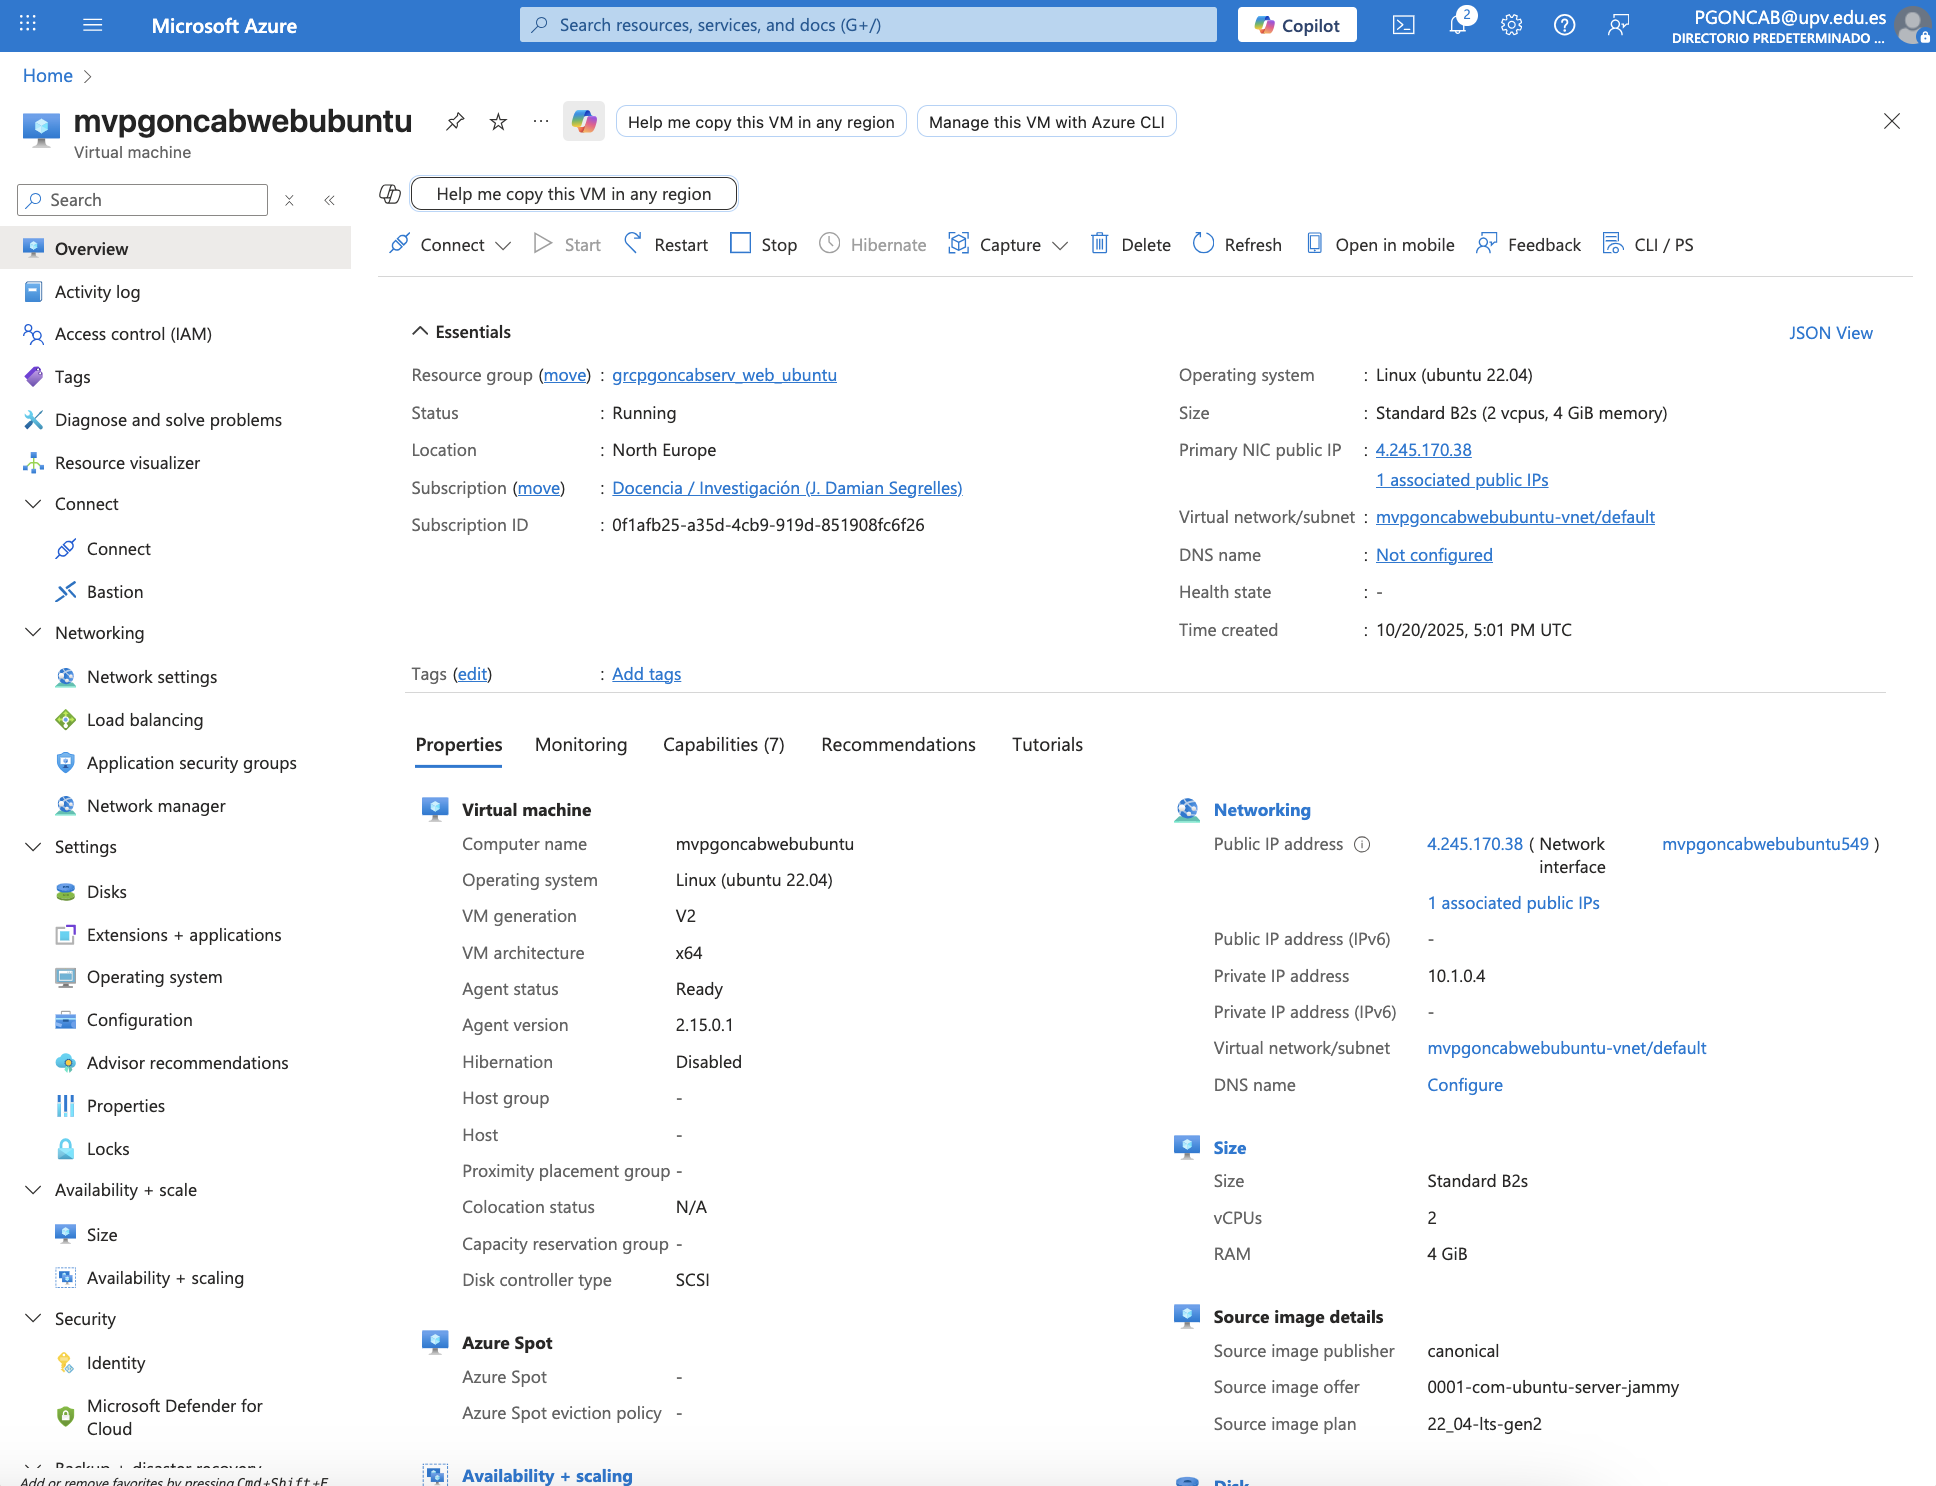 Microsoft Azure
Search resources, services, and docs (G+/)
Copilot
2
PGONCAB@upv.edu.es
DIRECTORIO PREDETERMINADO ...
Home
mvpgoncabwebubuntu
Virtual machine
Help me copy this VM in any region
Manage this VM with Azure CLI
Search
Overview
Activity log
Access control (IAM)
Tags
Diagnose and solve problems
Resource visualizer
Connect
Connect
Bastion
Networking
Network settings
Load balancing
Application security groups
Network manager
Settings
Disks
Extensions + applications
Operating system
Configuration
Advisor recommendations
Properties
Locks
Availability + scale
Size
Availability + scaling
Security
Identity
Microsoft Defender for
Cloud
Backup + disaster recovery
Add or remove favorites by pressing Cmd+Shift+F
Help me copy this VM in any region
Connect Start Restart Stop Hibernate Capture Delete Refresh Open in mobile Feedback CLI / PS
Essentials
JSON View
Resource group (move) : grcpgoncabserv_web_ubuntu
Status : Running
Location : North Europe
Subscription (move) : Docencia / Investigación (J. Damian Segrelles)
Subscription ID : 0f1afb25-a35d-4cb9-919d-851908fc6f26
Operating system : Linux (ubuntu 22.04)
Size : Standard B2s (2 vcpus, 4 GiB memory)
Primary NIC public IP : 4.245.170.38
1 associated public IPs
Virtual network/subnet : mvpgoncabwebubuntu-vnet/default
DNS name : Not configured
Health state : -
Time created : 10/20/2025, 5:01 PM UTC
Tags (edit) : Add tags
Properties Monitoring Capabilities (7) Recommendations Tutorials
Virtual machine
Computer name mvpgoncabwebubuntu
Operating system Linux (ubuntu 22.04)
VM generation V2
VM architecture x64
Agent status Ready
Agent version 2.15.0.1
Hibernation Disabled
Host group -
Host -
Proximity placement group -
Colocation status N/A
Capacity reservation group -
Disk controller type SCSI
Azure Spot
Azure Spot -
Azure Spot eviction policy -
Availability + scaling
Networking
Public IP address 4.245.170.38 ( Network interface mvpgoncabwebubuntu549 )
1 associated public IPs
Public IP address (IPv6) -
Private IP address 10.1.0.4
Private IP address (IPv6) -
Virtual network/subnet mvpgoncabwebubuntu-vnet/default
DNS name Configure
Size
Size Standard B2s
vCPUs 2
RAM 4 GiB
Source image details
Source image publisher canonical
Source image offer 0001-com-ubuntu-server-jammy
Source image plan 22_04-lts-gen2
Disk